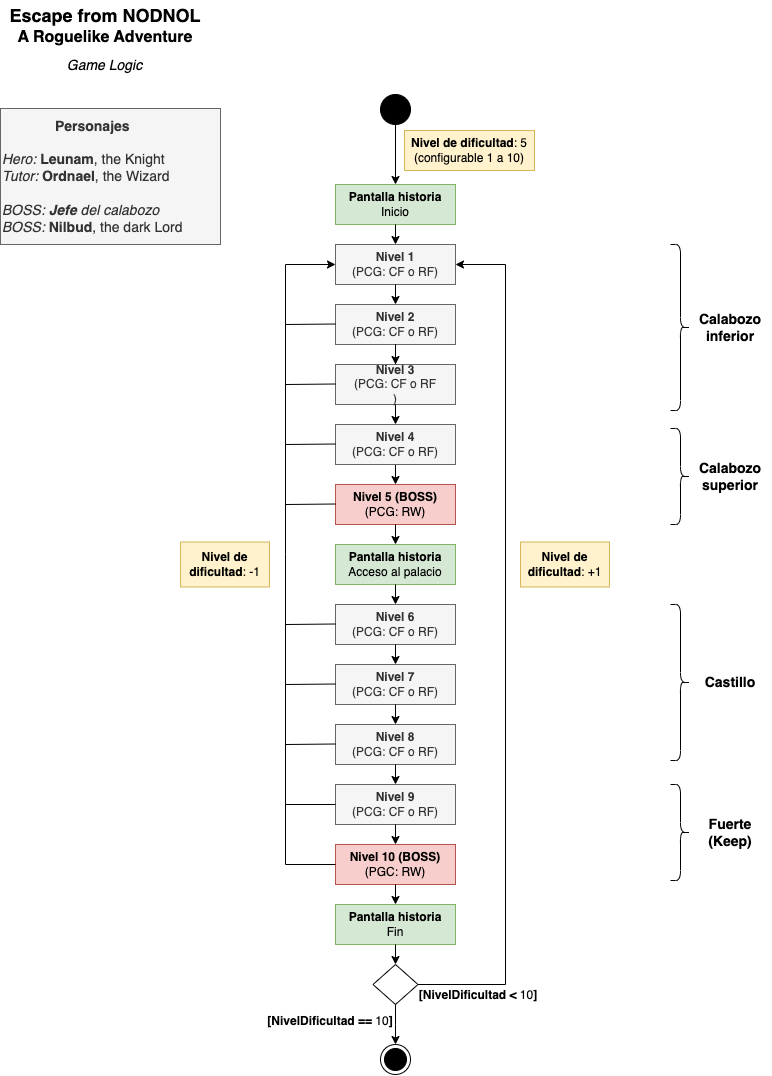 Escape from NODNOL
A Roguelike Adventure
Game Logic
Personajes
Hero: Leunam, the Knight
Tutor: Ordnael, the Wizard
BOSS: Jefe del calabozo
BOSS: Nilbud, the dark Lord
Nivel de dificultad: 5
(configurable 1 a 10)
Pantalla historia
Inicio
Nivel 1
(PCG: CF o RF)
Nivel 2
(PCG: CF o RF)
Nivel 3
(PCG: CF o RF
)
Calabozo
inferior
Nivel 4
(PCG: CF o RF)
Nivel 5 (BOSS)
(PCG: RW)
Calabozo
superior
Nivel de
dificultad: -1
Pantalla historia
Acceso al palacio
Nivel de
dificultad: +1
Nivel 6
(PCG: CF o RF)
Nivel 7
(PCG: CF o RF)
Nivel 8
(PCG: CF o RF)
Castillo
Nivel 9
(PCG: CF o RF)
Nivel 10 (BOSS)
(PGC: RW)
Fuerte
(Keep)
Pantalla historia
Fin
[NivelDificultad < 10]
[NivelDificultad == 10]